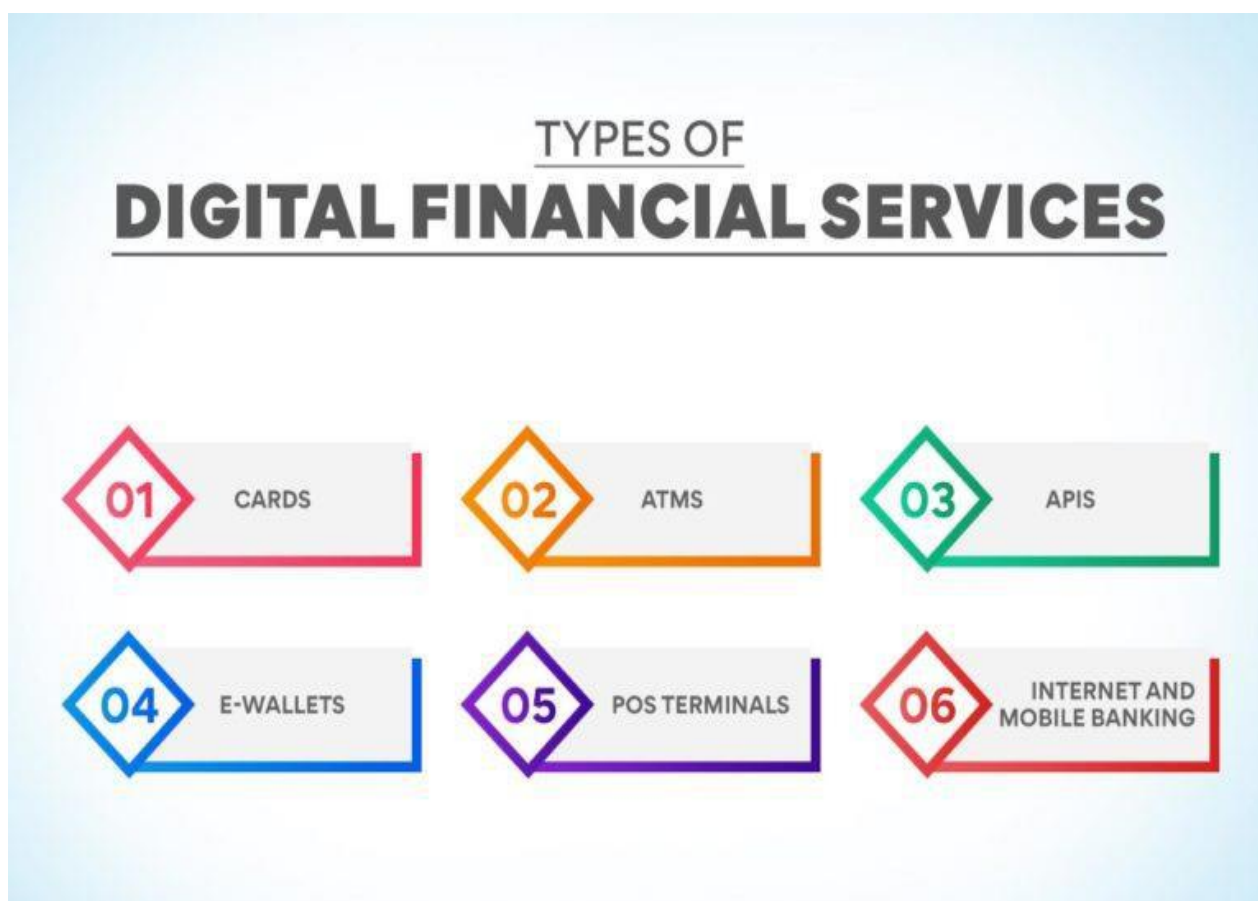 TYPES OF
DIGITAL FINANCIAL SERVICES
01 CARDS
02 ATMS
03 APIS
04 E-WALLETS
05 POS TERMINALS
06 INTERNET AND
MOBILE BANKING